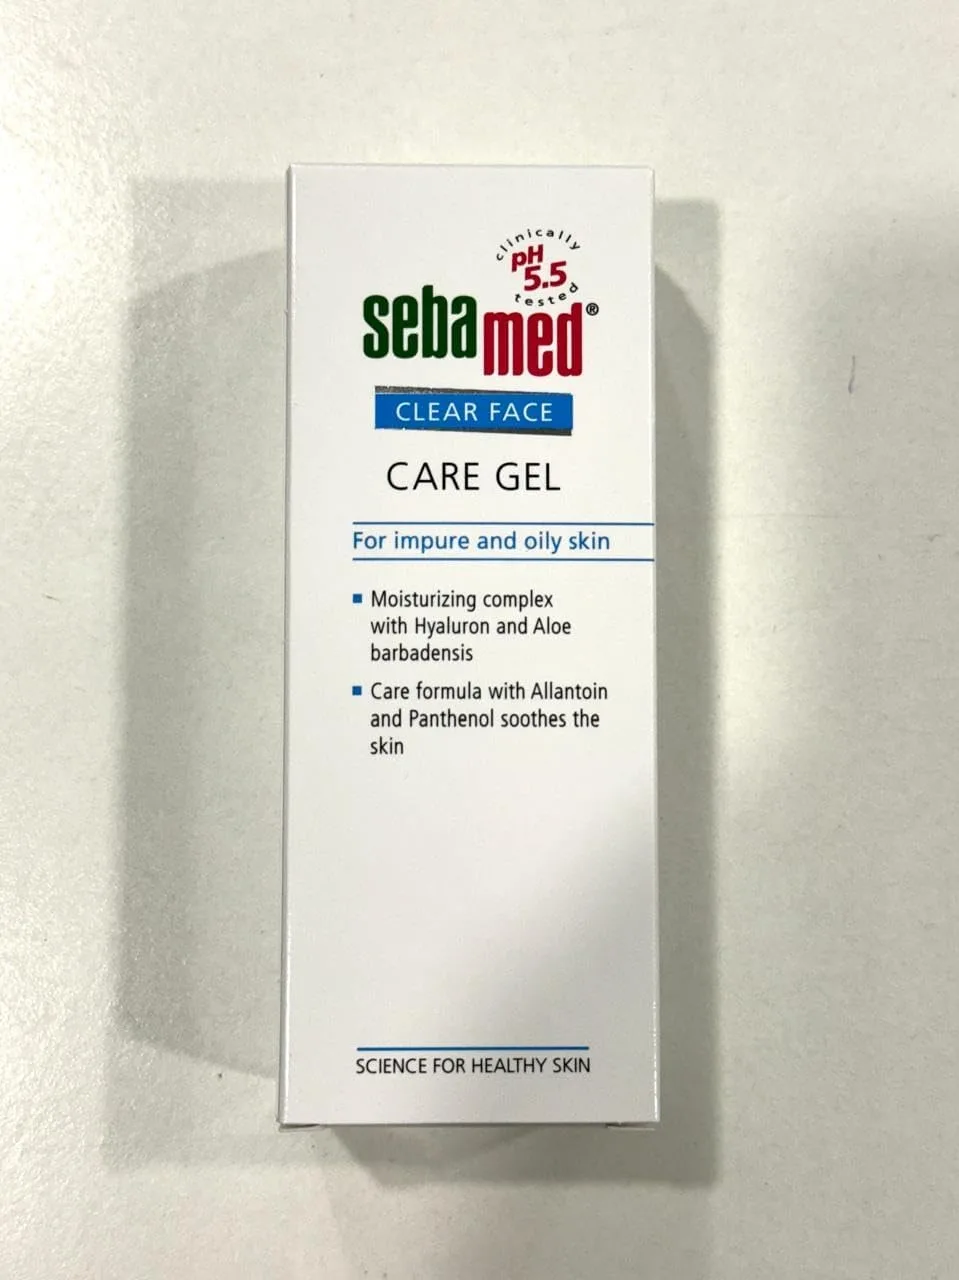 clinically
pH
5.5
tested
sebamed®
CLEAR FACE
CARE GEL
For impure and oily skin
▪ Moisturizing complex
with Hyaluron and Aloe
barbadensis
▪ Care formula with Allantoin
and Panthenol soothes the
skin
SCIENCE FOR HEALTHY SKIN